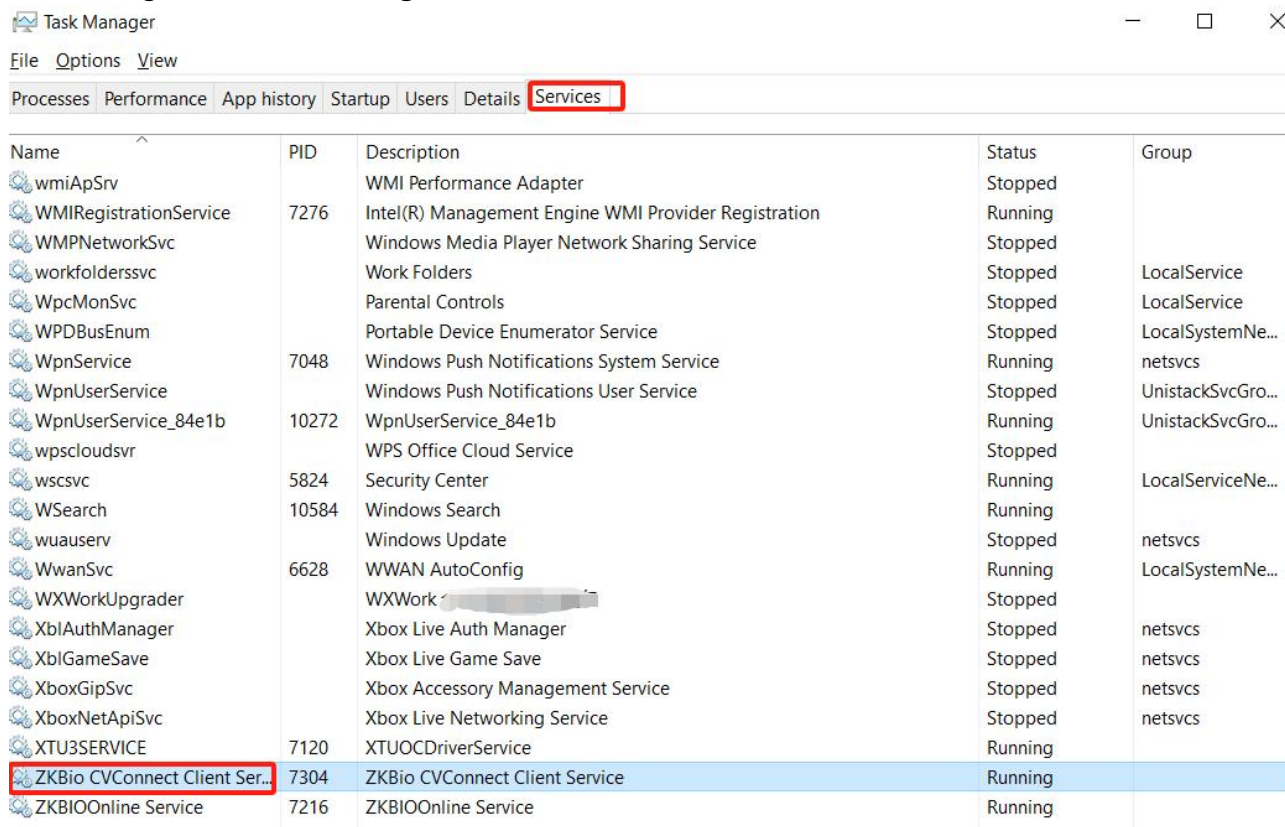 Task Manager
File Options View
Processes Performance App history Startup Users Details Services
Name PID Description Status Group
wmiApSrv WMI Performance Adapter Stopped
WMIRegistrationService 7276 Intel(R) Management Engine WMI Provider Registration Running
WMPNetworkSvc Windows Media Player Network Sharing Service Stopped
workfolderssvc Work Folders Stopped LocalService
WpcMonSvc Parental Controls Stopped LocalService
WPDBusEnum Portable Device Enumerator Service Stopped LocalSystemNe...
WpnService 7048 Windows Push Notifications System Service Running netsvcs
WpnUserService Windows Push Notifications User Service Stopped UnistackSvcGro...
WpnUserService_84e1b 10272 WpnUserService_84e1b Running UnistackSvcGro...
wpscloudsvr WPS Office Cloud Service Stopped
wscsvc 5824 Security Center Running LocalServiceNe...
WSearch 10584 Windows Search Running
wuauserv Windows Update Stopped netsvcs
WwanSvc 6628 WWAN AutoConfig Running LocalSystemNe...
WXWorkUpgrader WXWork Stopped
XblAuthManager Xbox Live Auth Manager Stopped netsvcs
XblGameSave Xbox Live Game Save Stopped netsvcs
XboxGipSvc Xbox Accessory Management Service Stopped netsvcs
XboxNetApiSvc Xbox Live Networking Service Stopped netsvcs
XTU3SERVICE 7120 XTUOCDriverService Running
ZKBio CVConnect Client Ser... 7304 ZKBio CVConnect Client Service Running
ZKBIOOnline Service 7216 ZKBIOOnline Service Running